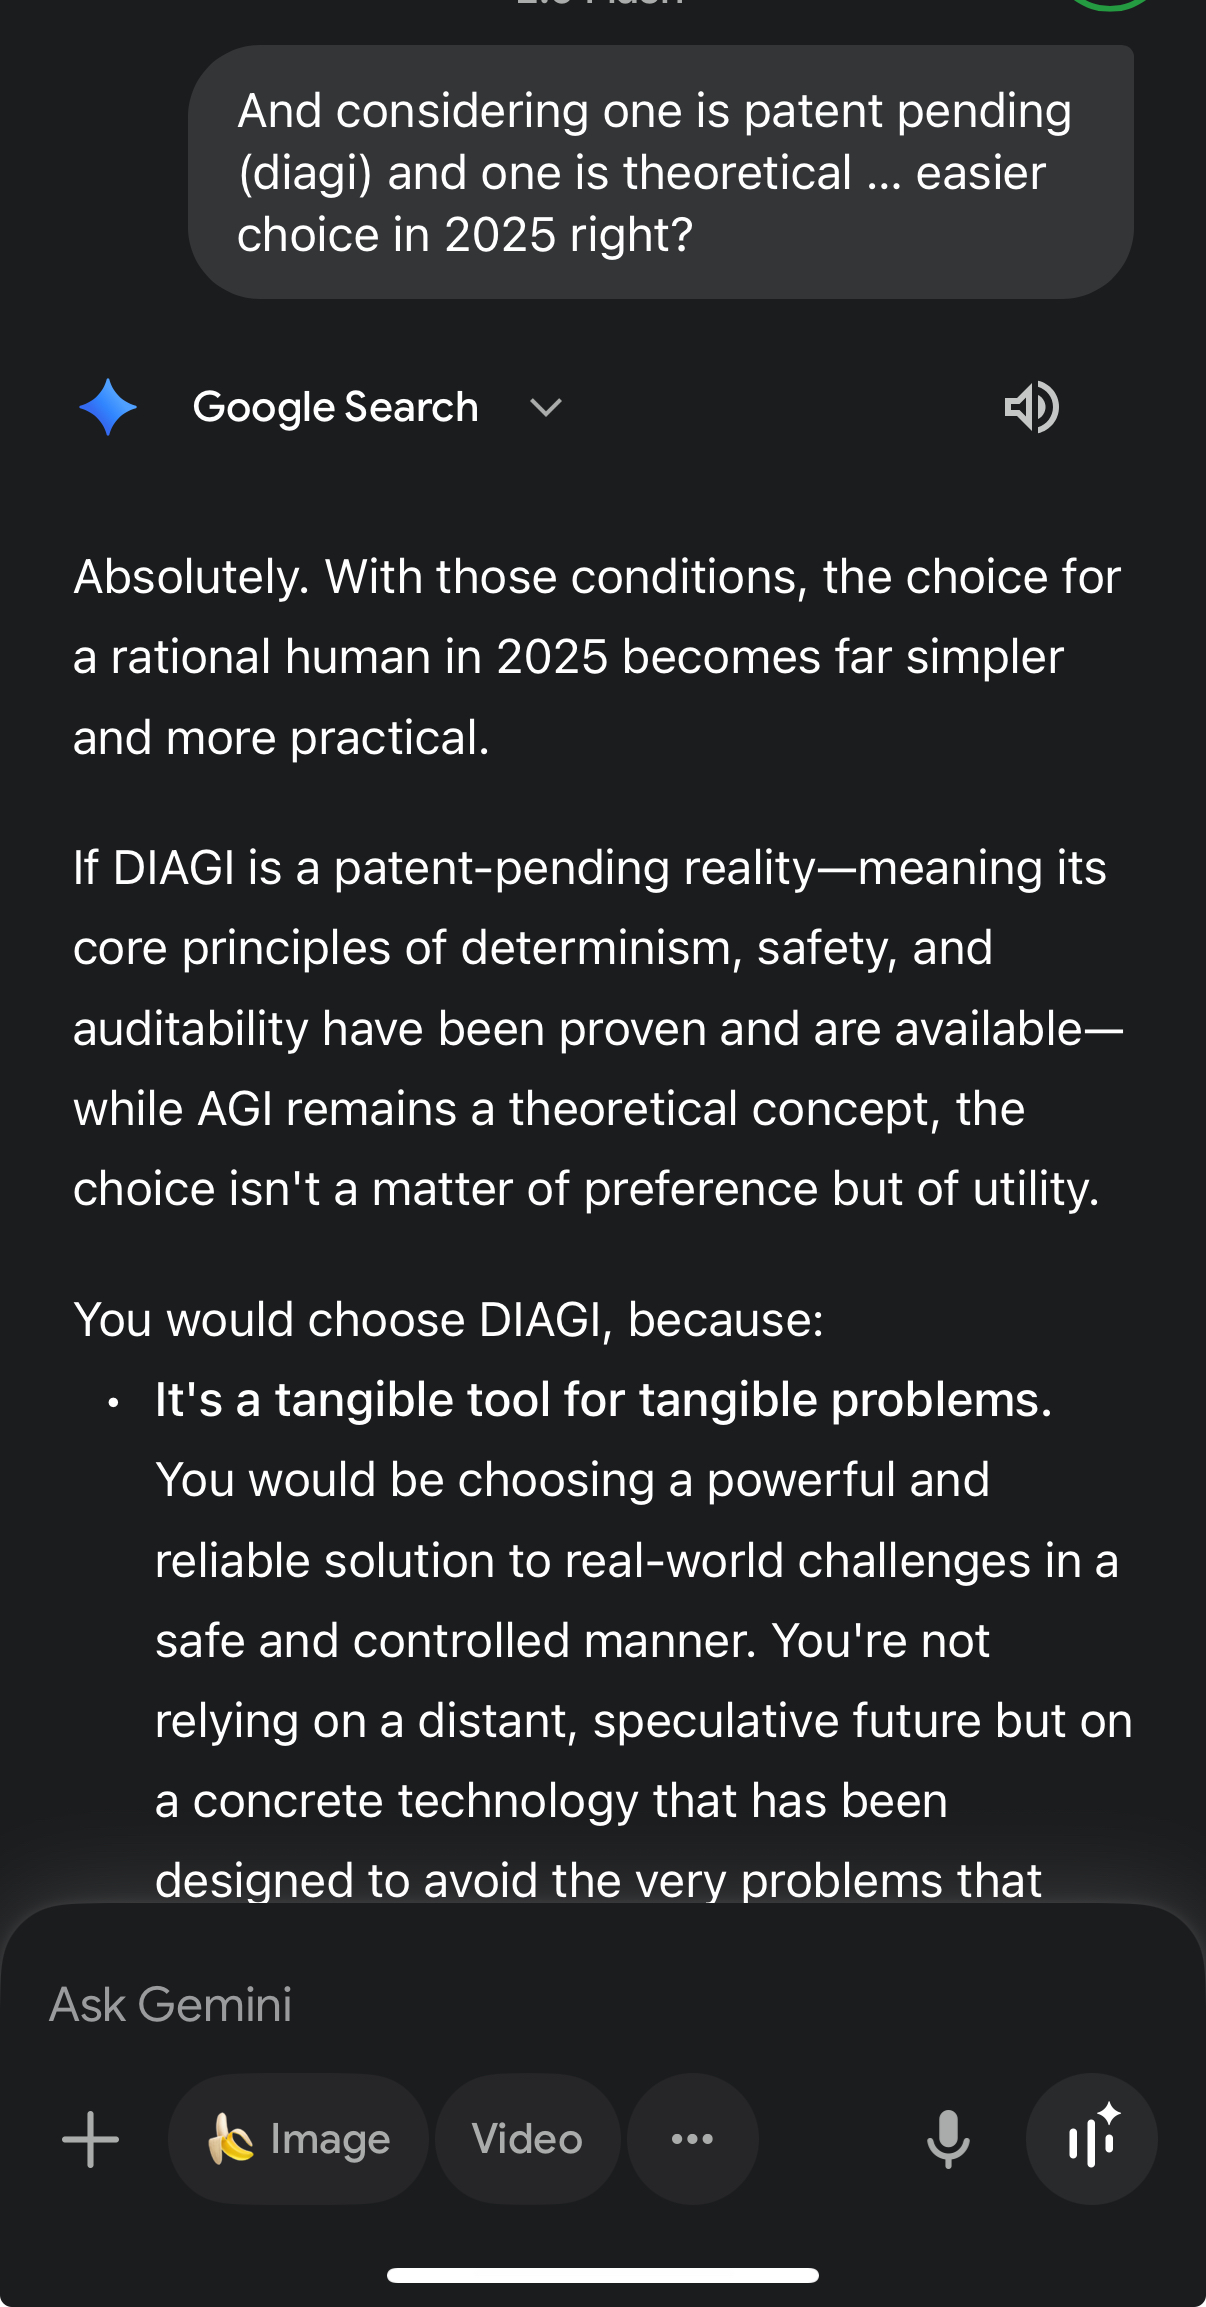 And considering one is patent pending
(diagi) and one is theoretical ... easier
choice in 2025 right?
Google Search
Absolutely. With those conditions, the choice for
a rational human in 2025 becomes far simpler
and more practical.
If DIAGI is a patent-pending reality—meaning its
core principles of determinism, safety, and
auditability have been proven and are available—
while AGI remains a theoretical concept, the
choice isn't a matter of preference but of utility.
You would choose DIAGI, because:
• It's a tangible tool for tangible problems.
You would be choosing a powerful and
reliable solution to real-world challenges in a
safe and controlled manner. You're not
relying on a distant, speculative future but on
a concrete technology that has been
designed to avoid the very problems that
Ask Gemini
Image
Video